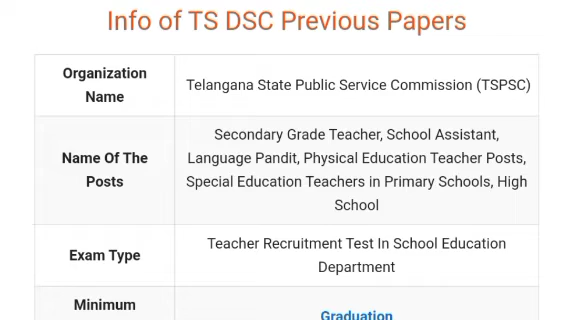 Info of TS DSC Previous Papers
Organization
Name
Telangana State Public Service Commission (TSPSC)
Name Of The
Posts
Secondary Grade Teacher, School Assistant,
Language Pandit, Physical Education Teacher Posts,
Special Education Teachers in Primary Schools, High
School
Exam Type
Teacher Recruitment Test In School Education
Department
Minimum
Graduation